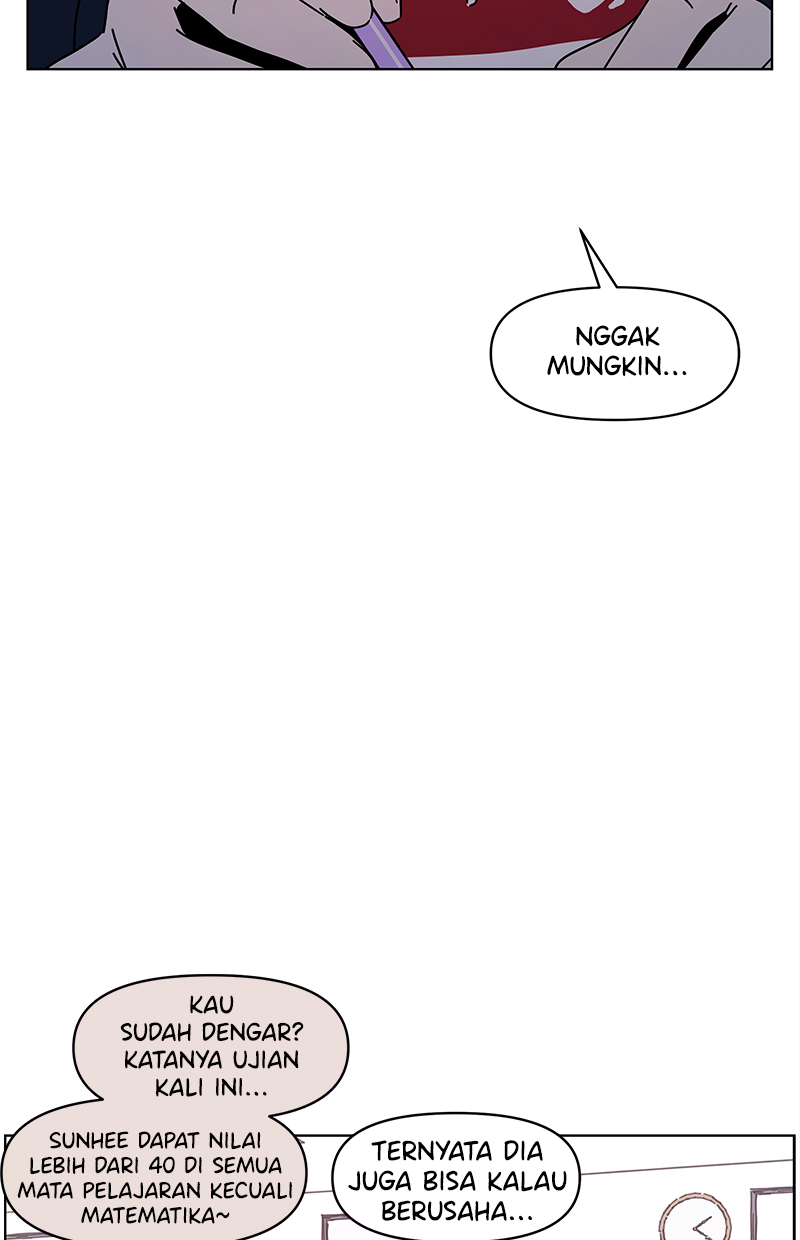 NGGAK
MUNGKIN...
KAU
SUDAH DENGAR?
KATANYA UJIAN
KALI INI...
SUNHEE DAPAT NILAI
LEBIH DARI 40 DI SEMUA
MATA PELAJARAN KECUALI
MATEMATIKA~
TERNYATA DIA
JUGA BISA KALAU
BERUSAHA...